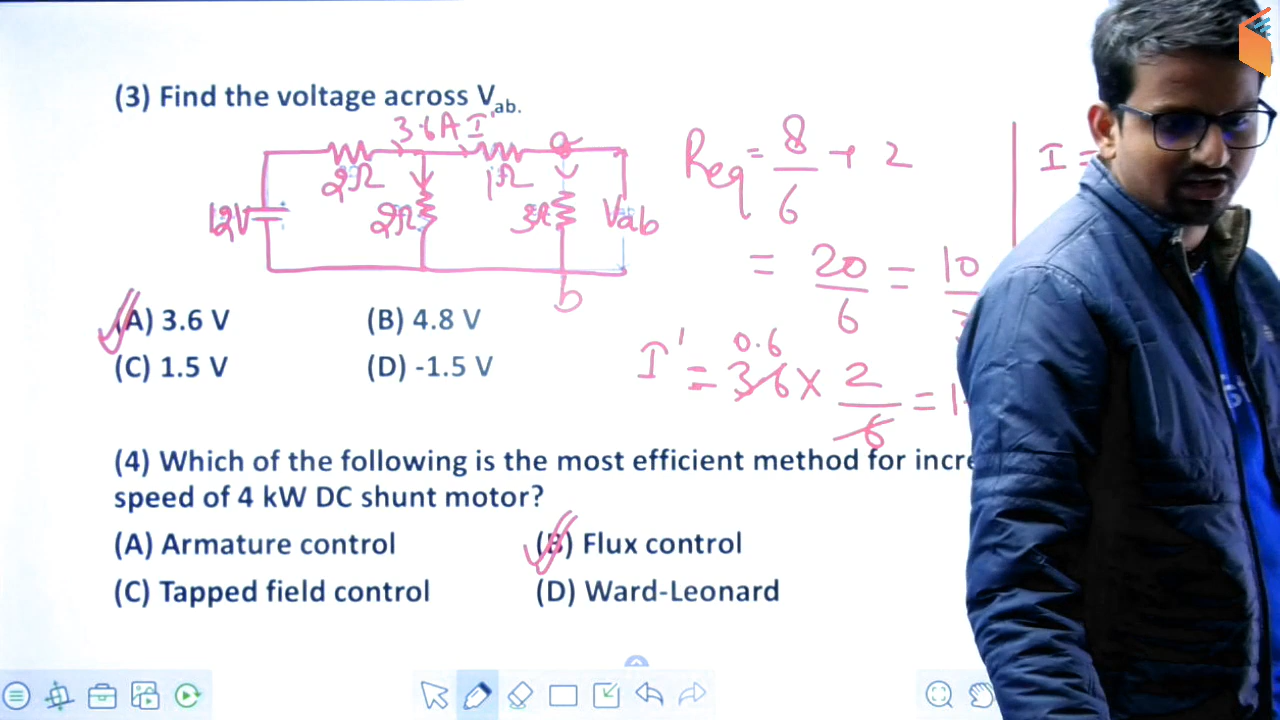 (3) Find the voltage across Vab.
3.6A I'
2Ω 1Ω a
12V 2Ω 3Ω Vab
b
Req = 8/6 + 2
I =
= 20/6 = 10
(A) 3.6 V (B) 4.8 V
(C) 1.5 V (D) -1.5 V
0.6
I' = 3.6 × 2/6 =
(4) Which of the following is the most efficient method for
speed of 4 kW DC shunt motor?
(A) Armature control (B) Flux control
(C) Tapped field control (D) Ward-Leonard